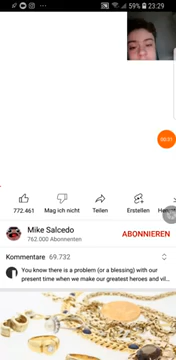 59% 23:29
00:31
772.461 Mag ich nicht Teilen Erstellen
Mike Salcedo
762.000 Abonnenten
ABONNIEREN
Kommentare 69.732
You know there is a problem (or a blessing) with our
present time when we make our greatest heroes and vil...